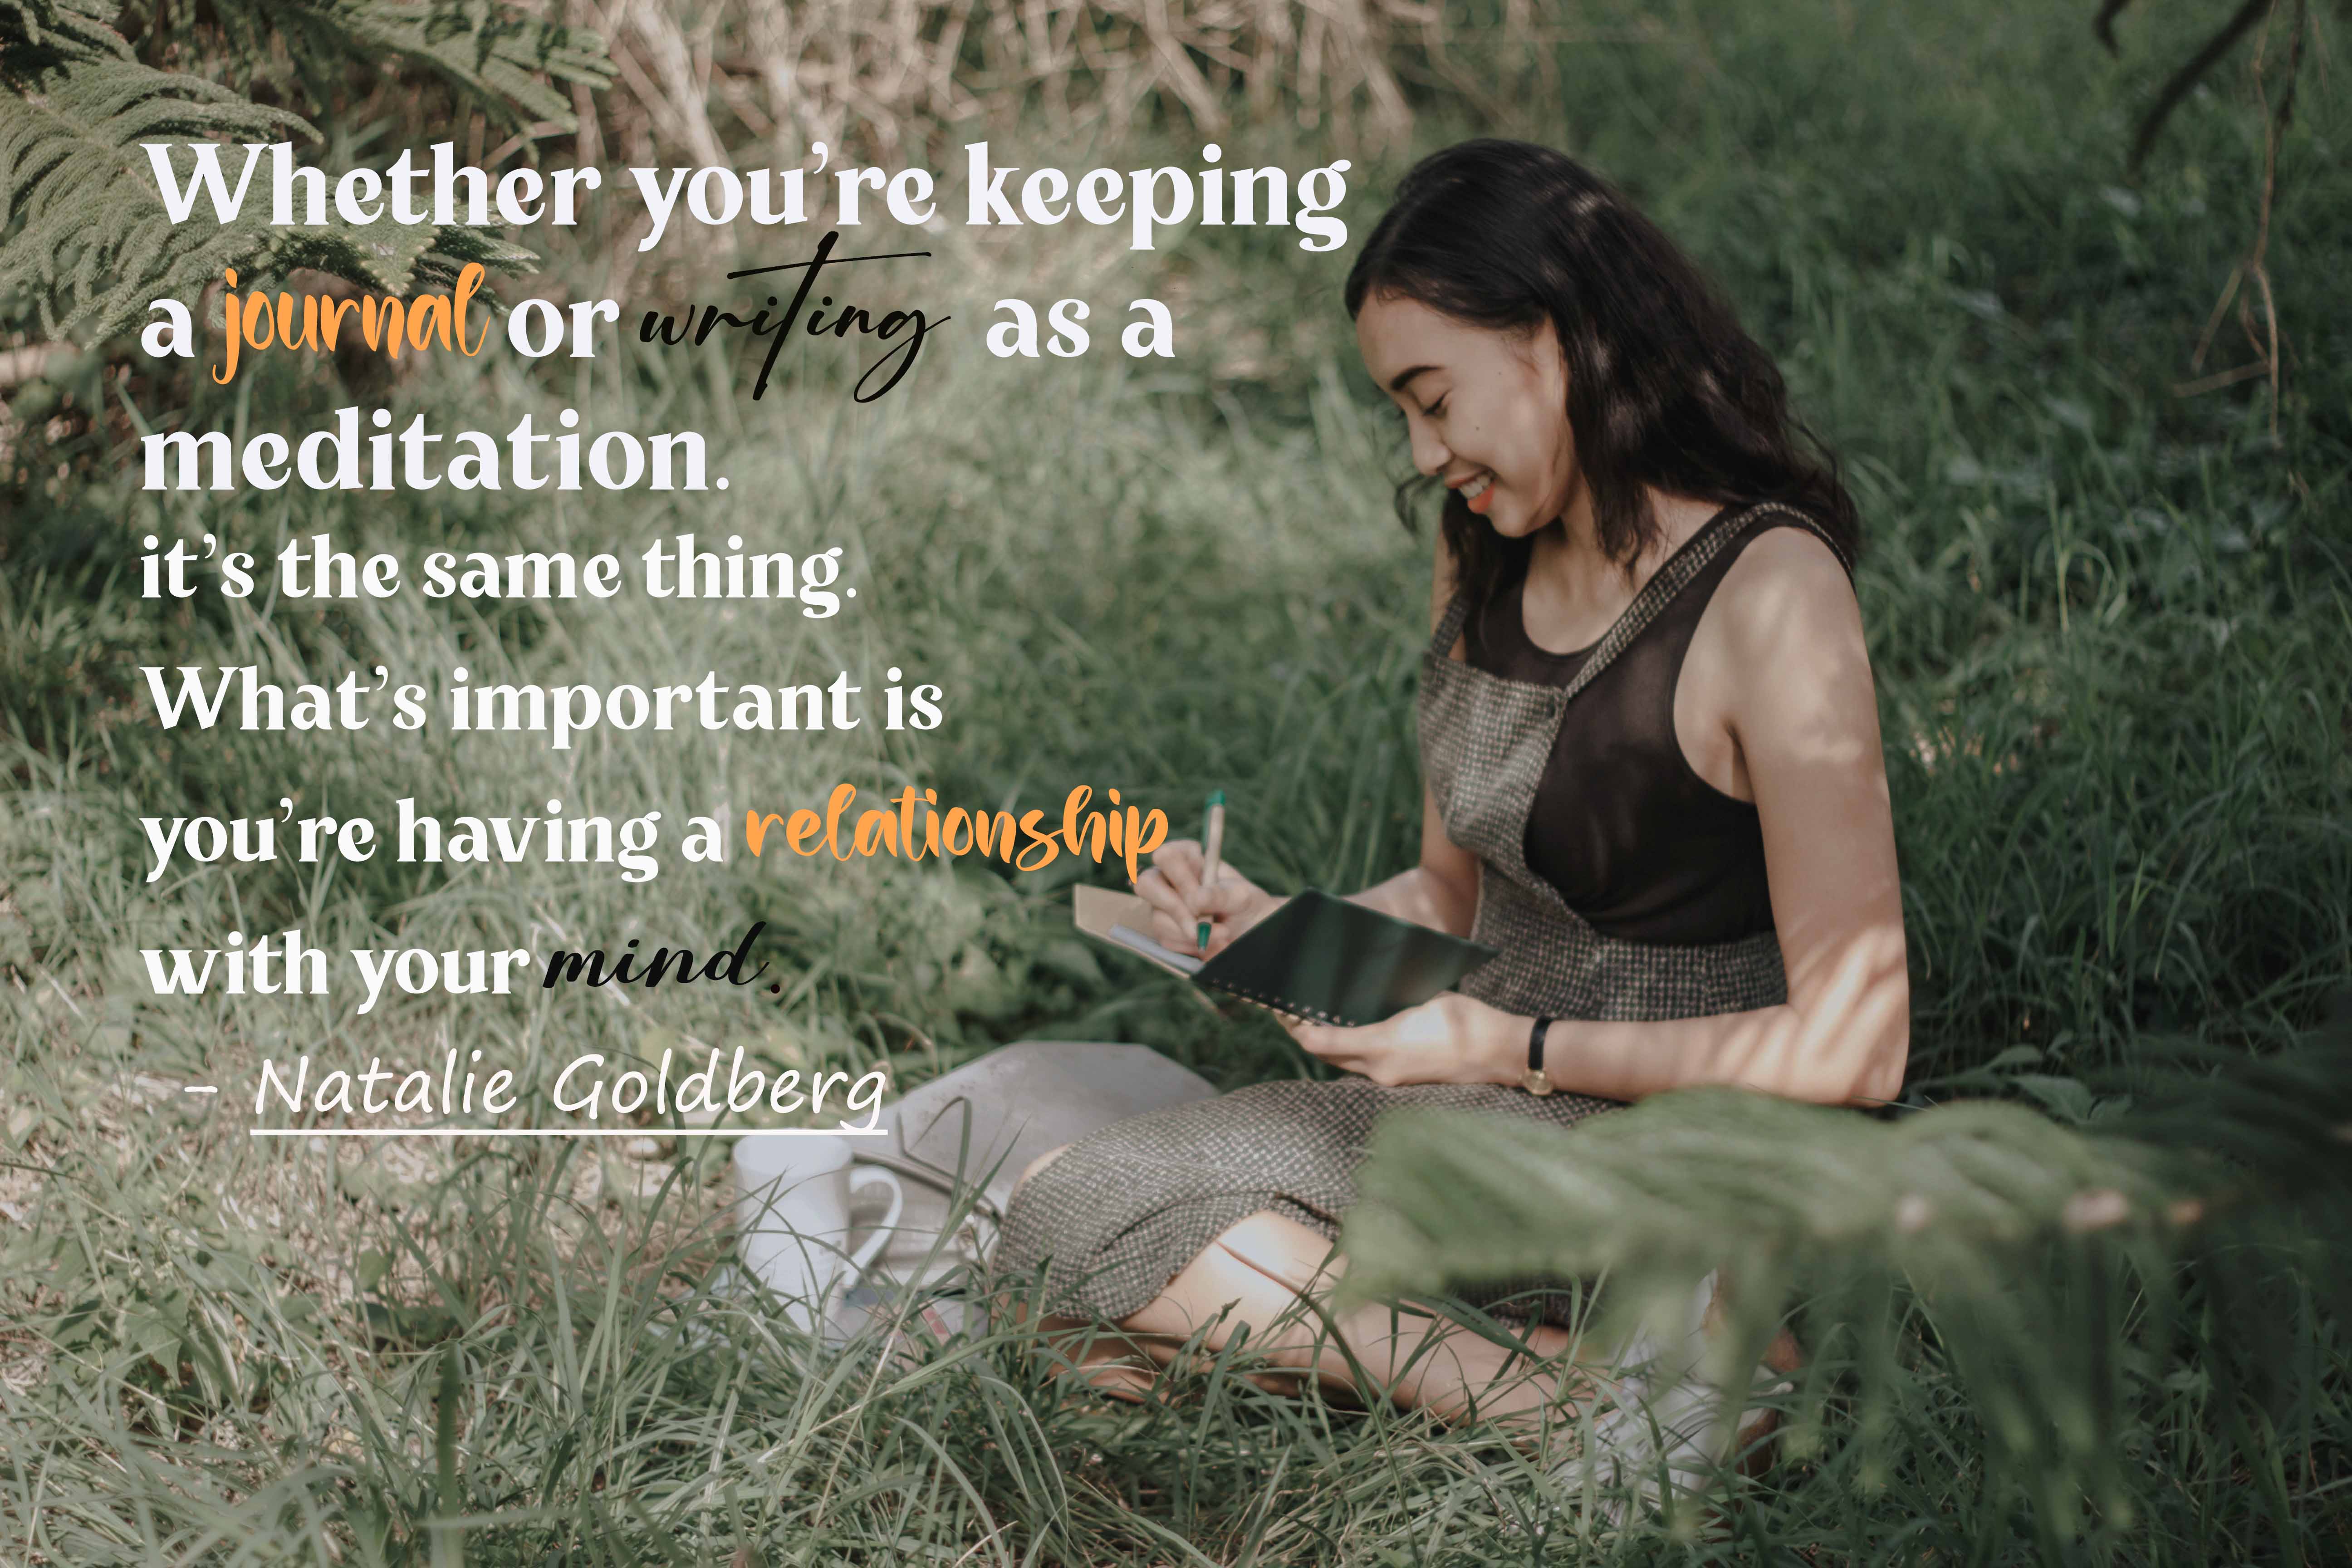 Whether you’re keeping
a journal or writing as a
meditation.
it’s the same thing.
What’s important is
you’re having a relationship
with your mind.
- Natalie Goldberg